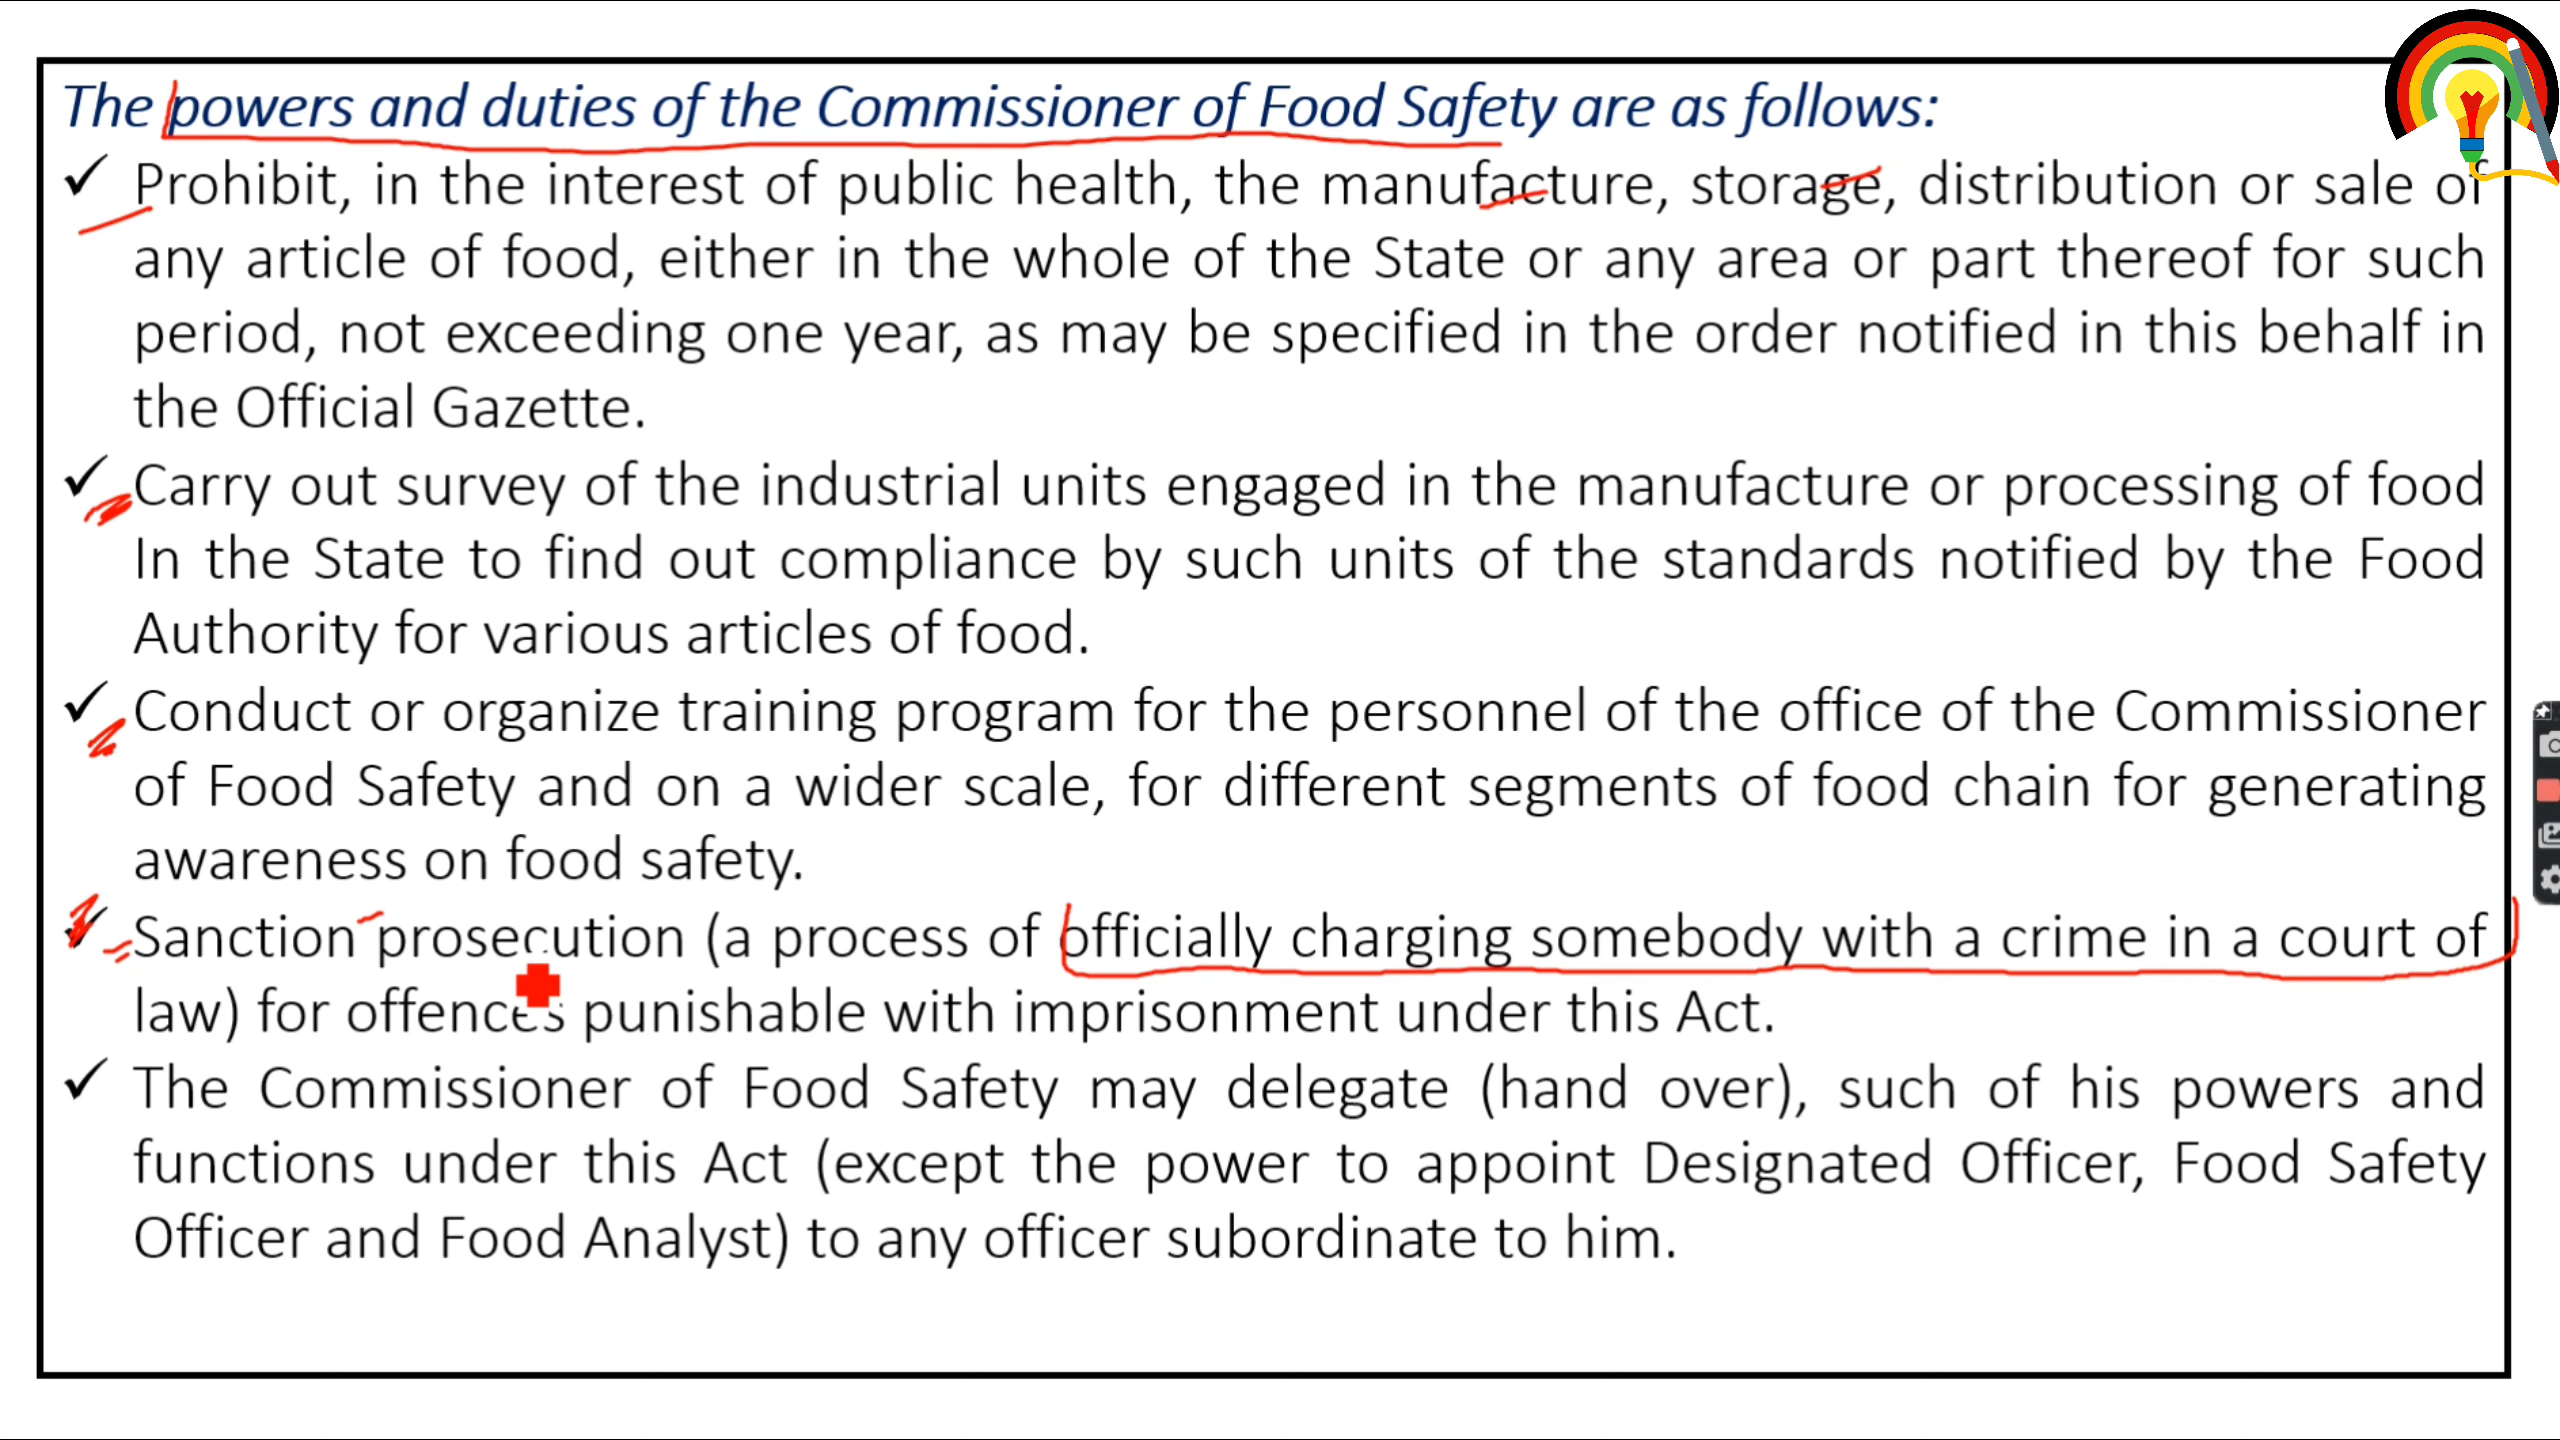 The powers and duties of the Commissioner of Food Safety are as follows:
✓ Prohibit, in the interest of public health, the manufacture, storage, distribution or sale of
any article of food, either in the whole of the State or any area or part thereof for such
period, not exceeding one year, as may be specified in the order notified in this behalf in
the Official Gazette.
✓ Carry out survey of the industrial units engaged in the manufacture or processing of food
In the State to find out compliance by such units of the standards notified by the Food
Authority for various articles of food.
✓ Conduct or organize training program for the personnel of the office of the Commissioner
of Food Safety and on a wider scale, for different segments of food chain for generating
awareness on food safety.
✓ Sanction prosecution (a process of officially charging somebody with a crime in a court of
law) for offences punishable with imprisonment under this Act.
✓ The Commissioner of Food Safety may delegate (hand over), such of his powers and
functions under this Act (except the power to appoint Designated Officer, Food Safety
Officer and Food Analyst) to any officer subordinate to him.